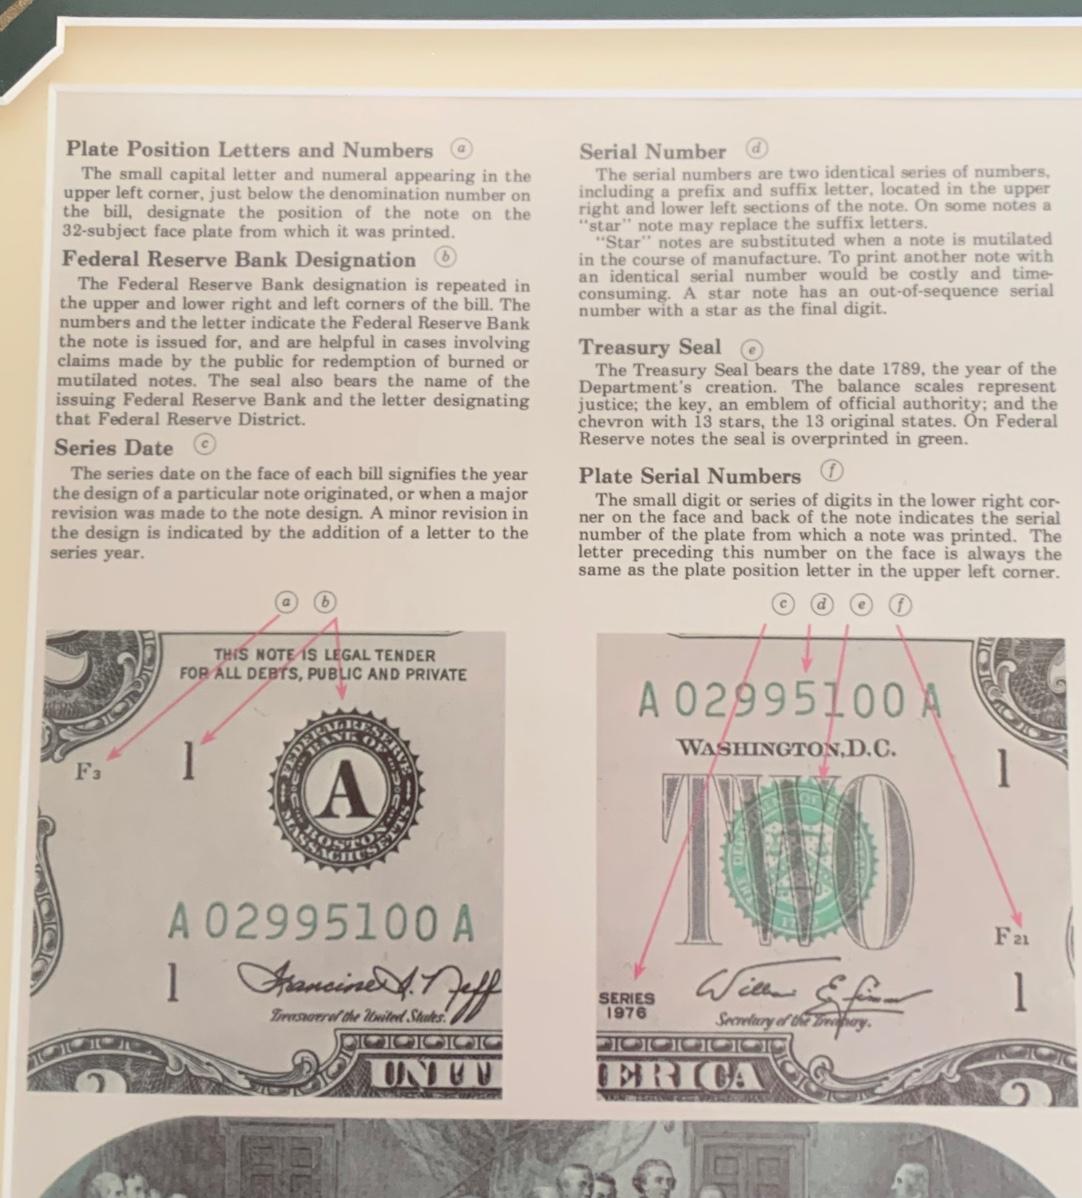 Plate Position Letters and Numbers ⓐ
The small capital letter and numeral appearing in the
upper left corner, just below the denomination number on
the bill, designate the position of the note on the
32-subject face plate from which it was printed.
Federal Reserve Bank Designation ⓑ
The Federal Reserve Bank designation is repeated in
the upper and lower right and left corners of the bill. The
numbers and the letter indicate the Federal Reserve Bank
the note is issued for, and are helpful in cases involving
claims made by the public for redemption of burned or
mutilated notes. The seal also bears the name of the
issuing Federal Reserve Bank and the letter designating
that Federal Reserve District.
Series Date ⓒ
The series date on the face of each bill signifies the year
the design of a particular note originated, or when a major
revision was made to the note design. A minor revision in
the design is indicated by the addition of a letter to the
series year.
Serial Number ⓓ
The serial numbers are two identical series of numbers,
including a prefix and suffix letter, located in the upper
right and lower left sections of the note. On some notes a
"star" note may replace the suffix letters.
"Star" notes are substituted when a note is mutilated
in the course of manufacture. To print another note with
an identical serial number would be costly and time-
consuming. A star note has an out-of-sequence serial
number with a star as the final digit.
Treasury Seal ⓔ
The Treasury Seal bears the date 1789, the year of the
Department's creation. The balance scales represent
justice; the key, an emblem of official authority; and the
chevron with 13 stars, the 13 original states. On Federal
Reserve notes the seal is overprinted in green.
Plate Serial Numbers ⓕ
The small digit or series of digits in the lower right cor-
ner on the face and back of the note indicates the serial
number of the plate from which a note was printed. The
letter preceding this number on the face is always the
same as the plate position letter in the upper left corner.
ⓐ ⓑ
THIS NOTE IS LEGAL TENDER
FOR ALL DEBTS, PUBLIC AND PRIVATE
F3
1
FEDERAL RESERVE
BANK OF
A
BOSTON
MASSACHUSETTS
A 02995100 A
1
Francine I. Neff
Treasurer of the United States.
2
UNIT
ⓒ ⓓ ⓔ ⓕ
A 02995100 A
WASHINGTON, D.C.
1
TWO
F 21
SERIES
1976
William E. Simon
Secretary of the Treasury.
1
ERICA
2